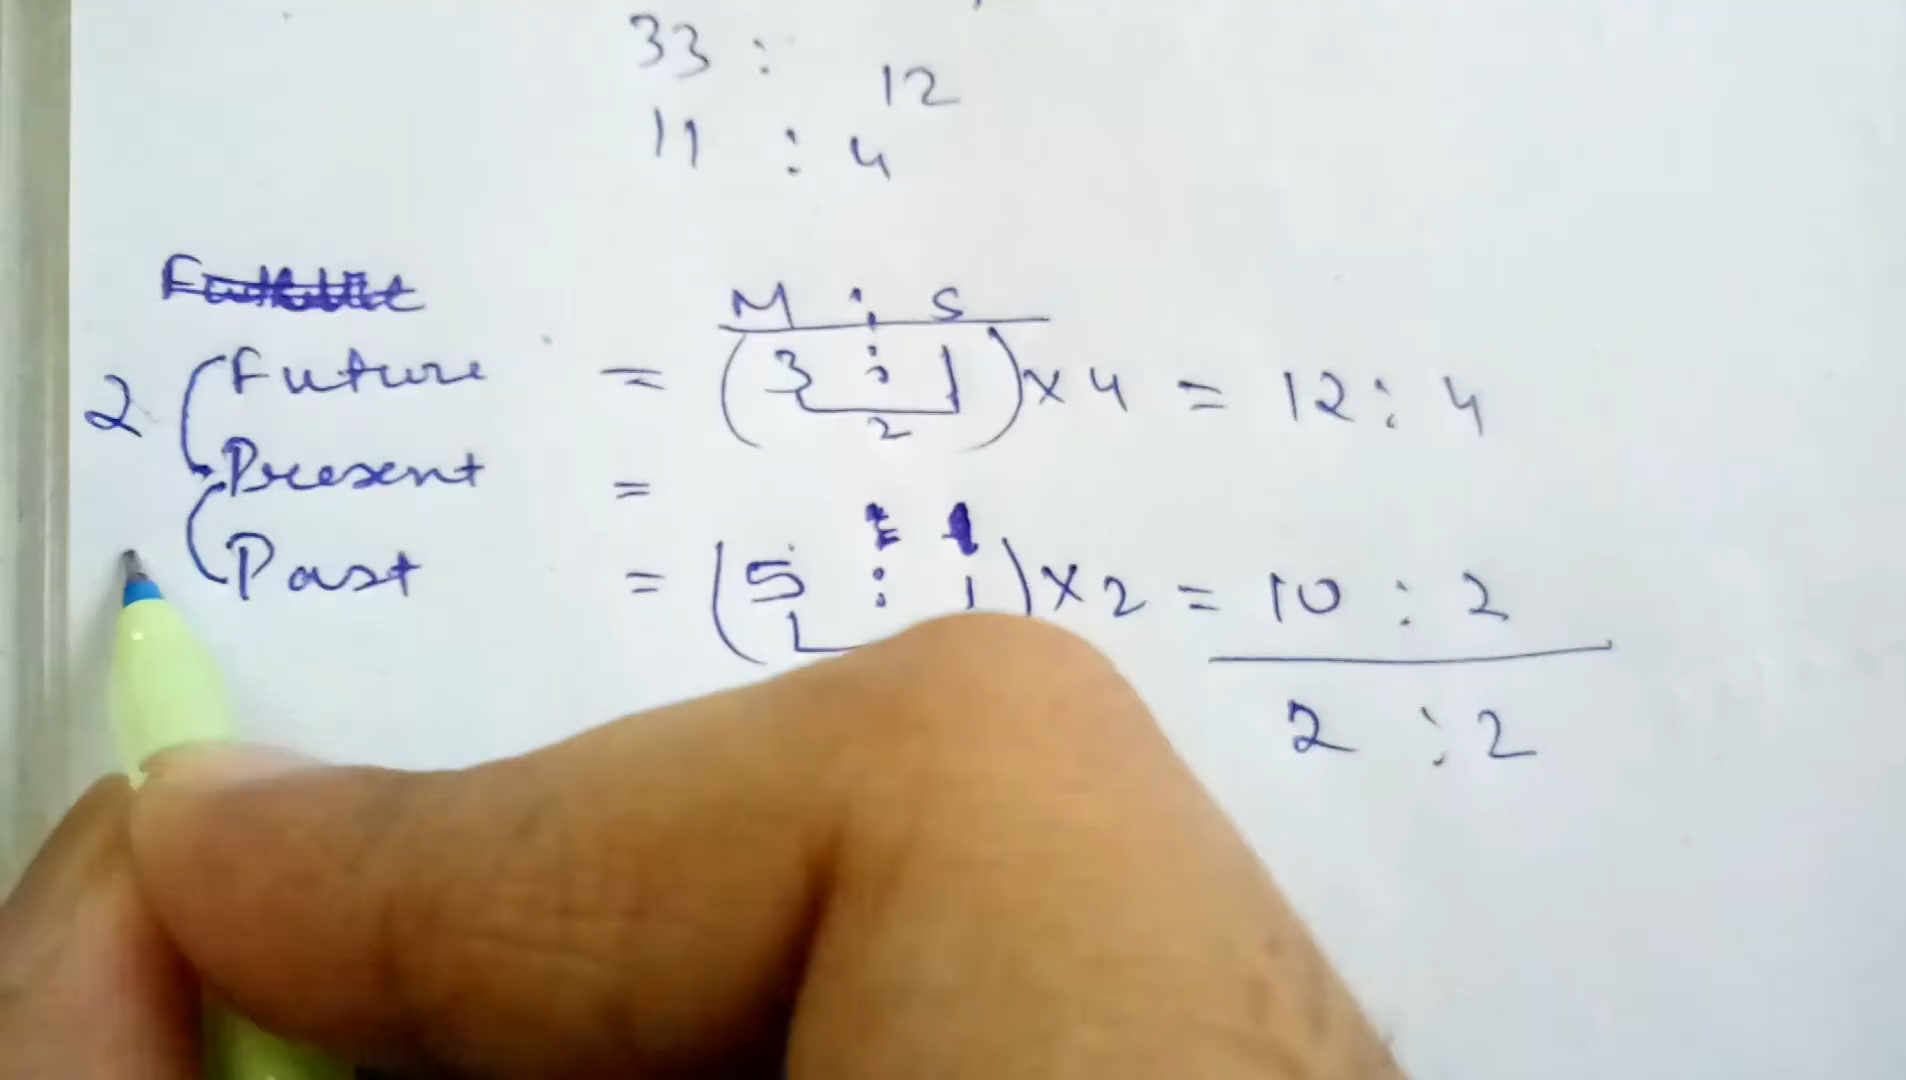 33 : 12
11 : 4
M : S
2 Future = (3 : 1) × 4 = 12 : 4
2
Present =
Past = (5 : 1) × 2 = 10 : 2
2 : 2